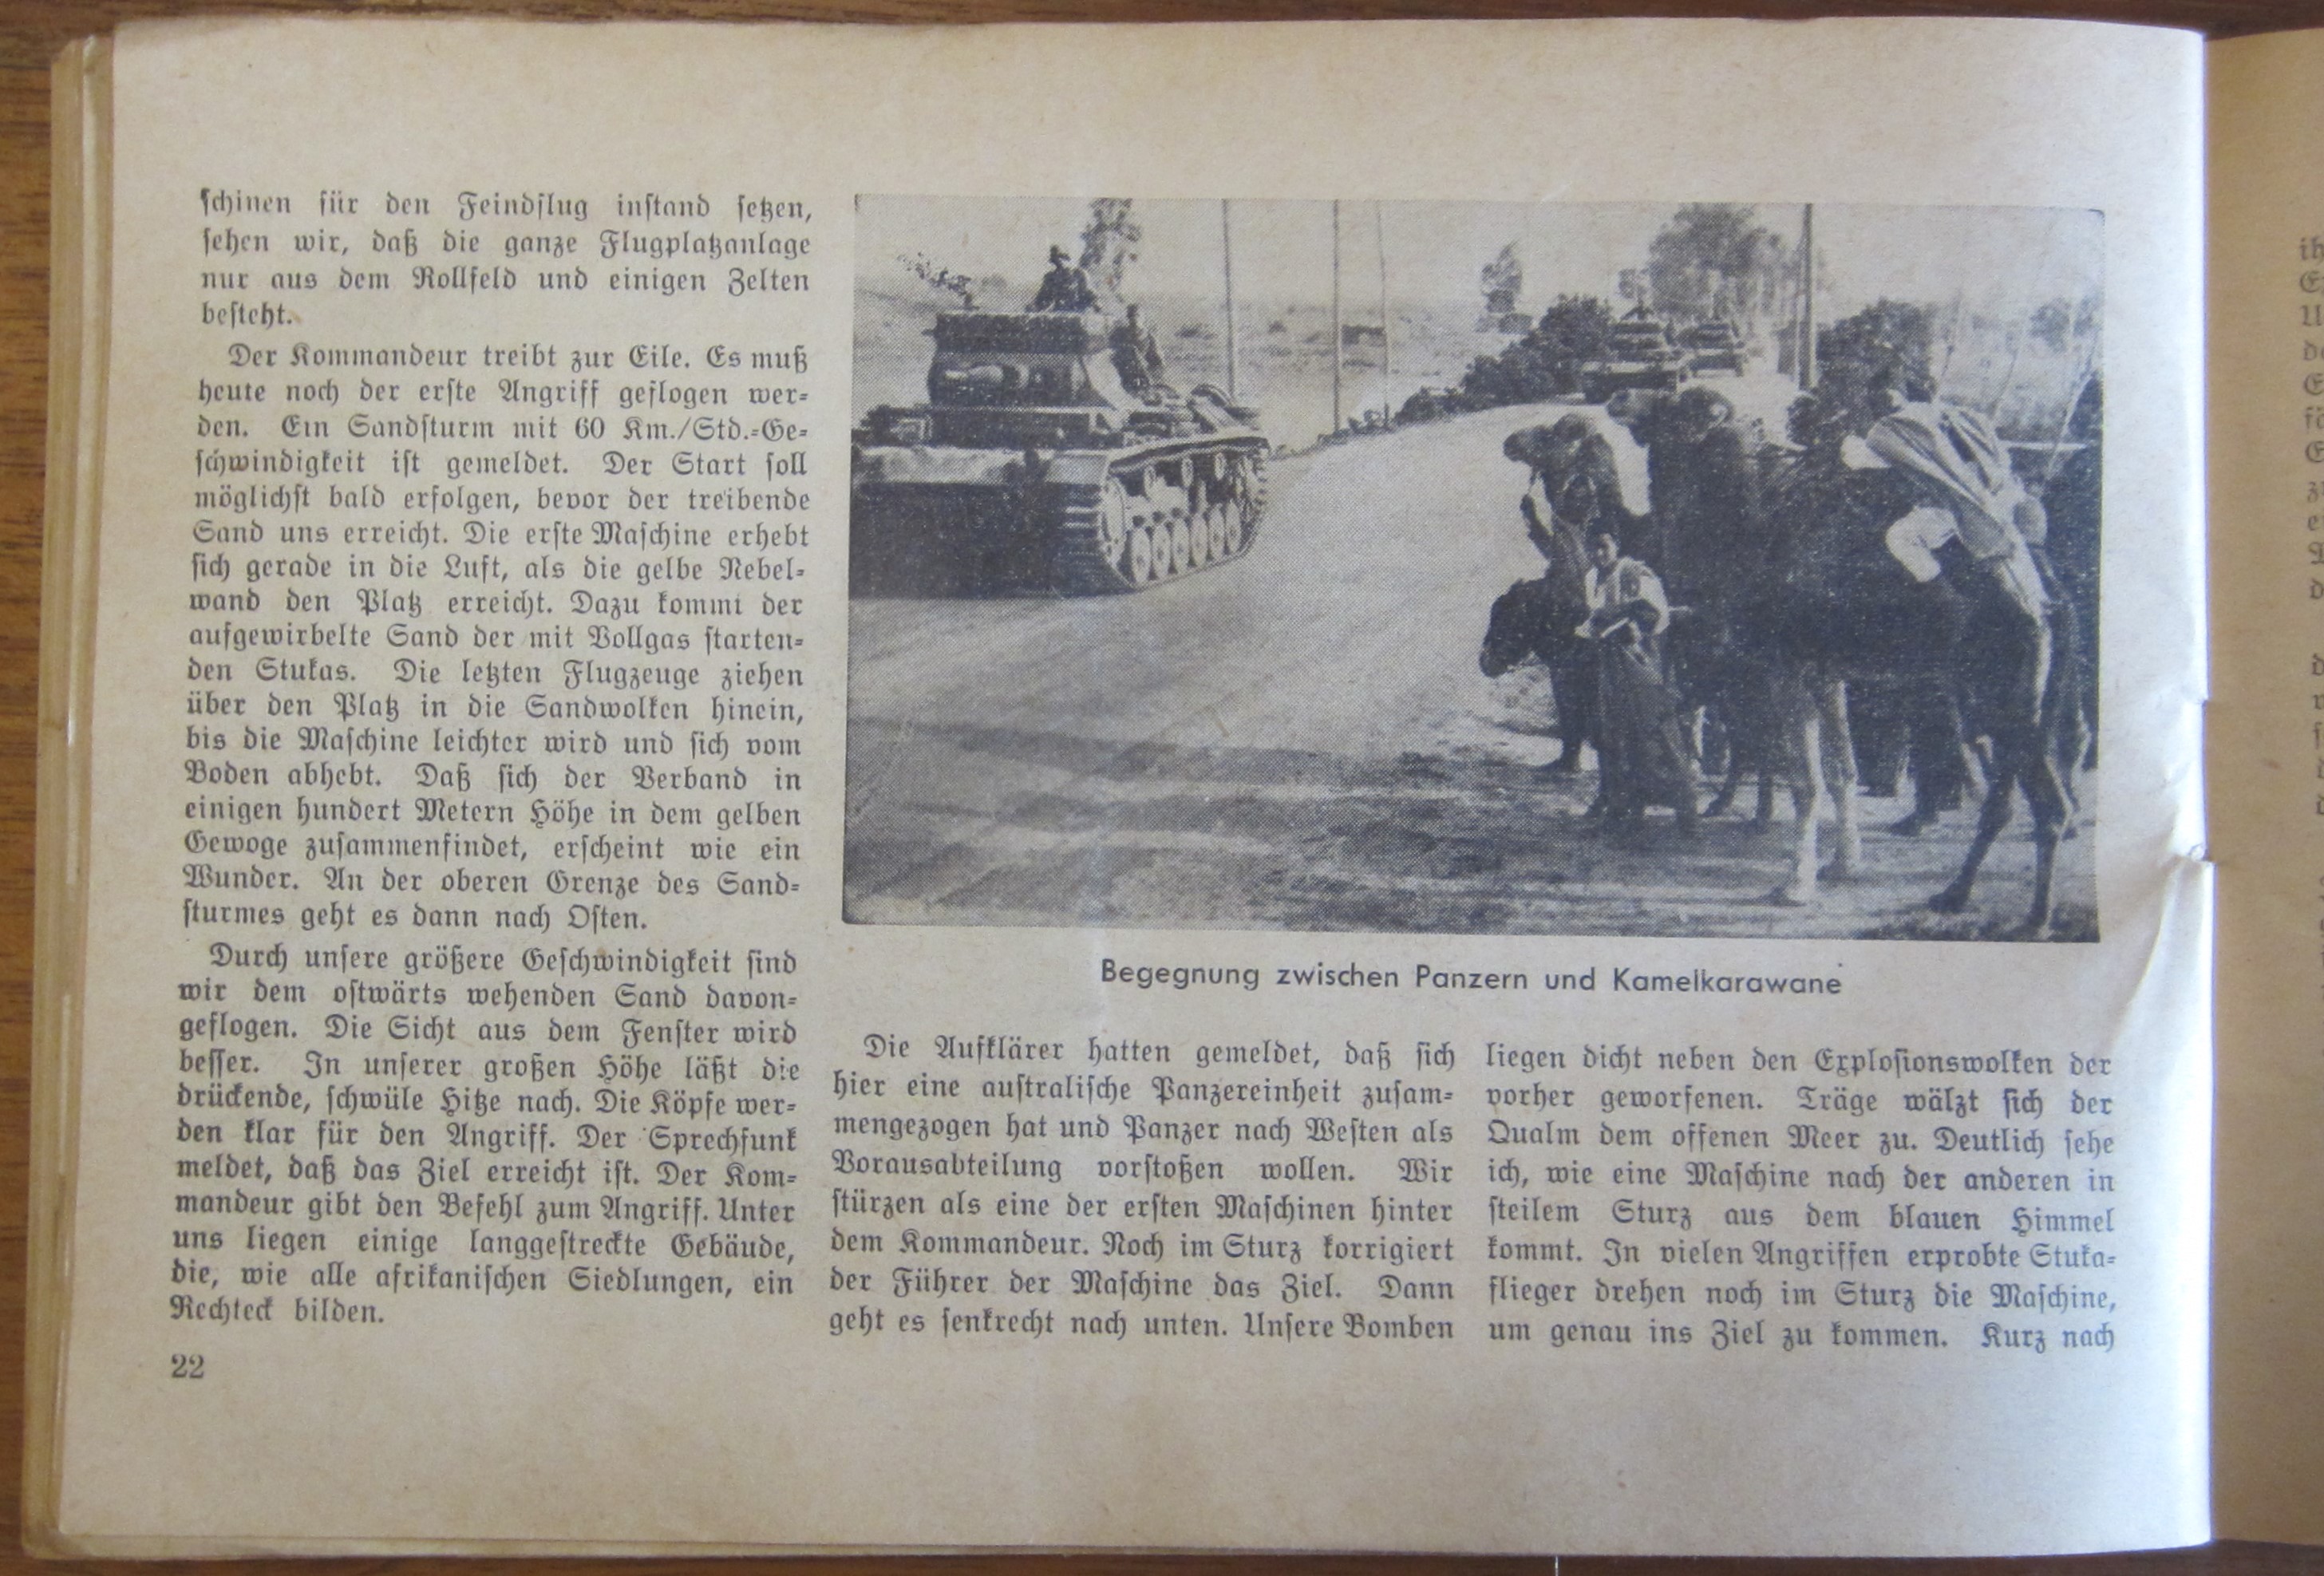 schinen für den Feindflug instand setzen,
sehen wir, daß die ganze Flugplatzanlage
nur aus dem Rollfeld und einigen Zelten
besteht.
Der Kommandeur treibt zur Eile. Es muß
heute noch der erste Angriff geflogen wer-
den. Ein Sandsturm mit 60 Km./Std.-Ge-
schwindigkeit ist gemeldet. Der Start soll
möglichst bald erfolgen, bevor der treibende
Sand uns erreicht. Die erste Maschine erhebt
sich gerade in die Luft, als die gelbe Nebel-
wand den Platz erreicht. Dazu kommt der
aufgewirbelte Sand der mit Vollgas starten-
den Stukas. Die letzten Flugzeuge ziehen
über den Platz in die Sandwolken hinein,
bis die Maschine leichter wird und sich vom
Boden abhebt. Daß sich der Verband in
einigen hundert Metern Höhe in dem gelben
Gewoge zusammenfindet, erscheint wie ein
Wunder. An der oberen Grenze des Sand-
sturmes geht es dann nach Osten.
Durch unsere größere Geschwindigkeit sind
wir dem ostwärts wehenden Sand davon-
geflogen. Die Sicht aus dem Fenster wird
besser. In unserer großen Höhe läßt die
drückende, schwüle Hitze nach. Die Köpfe wer-
den klar für den Angriff. Der Sprechfunk
meldet, daß das Ziel erreicht ist. Der Kom-
mandeur gibt den Befehl zum Angriff. Unter
uns liegen einige langgestreckte Gebäude,
die, wie alle afrikanischen Siedlungen, ein
Rechteck bilden.
22
Begegnung zwischen Panzern und Kamelkarawane
Die Aufklärer hatten gemeldet, daß sich
hier eine australische Panzereinheit zusam-
mengezogen hat und Panzer nach Westen als
Vorausabteilung vorstoßen wollen. Wir
stürzen als eine der ersten Maschinen hinter
dem Kommandeur. Noch im Sturz korrigiert
der Führer der Maschine das Ziel. Dann
geht es senkrecht nach unten. Unsere Bomben
liegen dicht neben den Explosionswolken der
vorher geworfenen. Träge wälzt sich der
Qualm dem offenen Meer zu. Deutlich sehe
ich, wie eine Maschine nach der anderen in
steilem Sturz aus dem blauen Himmel
kommt. In vielen Angriffen erprobte Stuka-
flieger drehen noch im Sturz die Maschine,
um genau ins Ziel zu kommen. Kurz nach